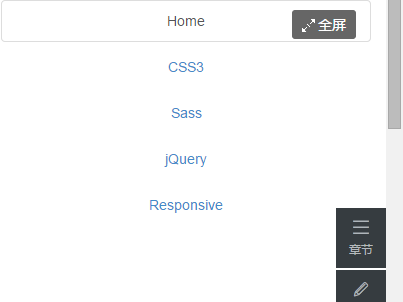 Home
全屏
CSS3
Sass
jQuery
Responsive
章节